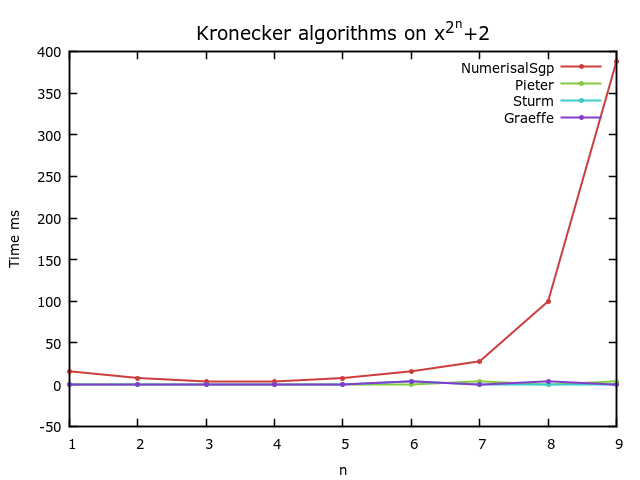 Kronecker algorithms on x^2^n+2
400
350
300
250
200
150
100
50
0
-50
Time ms
NumerisalSgp
Pieter
Sturm
Graeffe
1 2 3 4 5 6 7 8 9
n